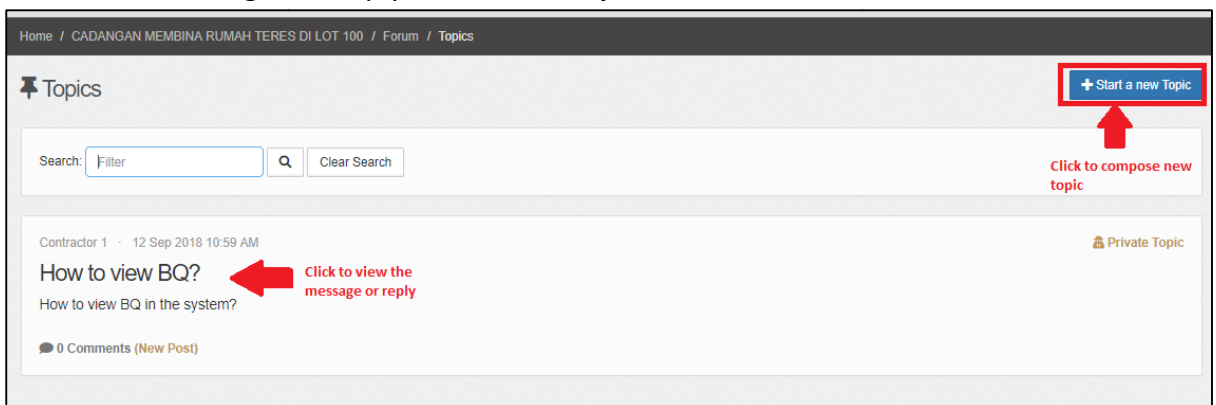 Home / CADANGAN MEMBINA RUMAH TERES DI LOT 100 / Forum / Topics
Topics
+ Start a new Topic
Search: Filter Clear Search
Click to compose new
topic
Contractor 1 · 12 Sep 2018 10:59 AM
Private Topic
How to view BQ?
Click to view the
message or reply
How to view BQ in the system?
0 Comments (New Post)